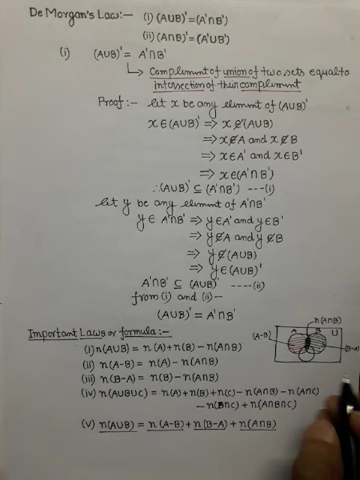 De Morgan's Law:- (i) (A∪B)' = (A'∩B')
(ii) (A∩B)' = (A'∪B')
(i) (A∪B)' = A'∩B'
↳ Compliment of union of two sets equal to
intersection of their compliment
Proof:- let x be any eliment of (A∪B)'
x∈(A∪B)' ⇒ x∉(A∪B)
⇒ x∉A and x∉B
⇒ x∈A' and x∈B'
⇒ x∈(A'∩B')
∴(A∪B)' ⊆ (A'∩B') ---(i)
let y be any eliment of A'∩B'
y∈ A'∩B' ⇒ y∈A' and y∈B'
⇒ y∉A and y∉B
⇒ y∉(A∪B)
⇒ y∈(A∪B)'
A'∩B' ⊆ (A∪B)' ----(ii)
from (i) and (ii)-
(A∪B)' = A'∩B'
n(A∩B)
Important Laws or formula:-
(A-B) A B U
(i) n(A∪B) = n(A)+n(B)-n(A∩B)
(ii) n(A-B) = n(A)-n(A∩B)
(iii) n(B-A) = n(B)-n(A∩B)
(iv) n(A∪B∪C) = n(A)+n(B)+n(C)-n(A∩B)-n(A∩C)
-n(B∩C)+n(A∩B∩C)
(v) n(A∪B) = n(A-B)+n(B-A)+n(A∩B)